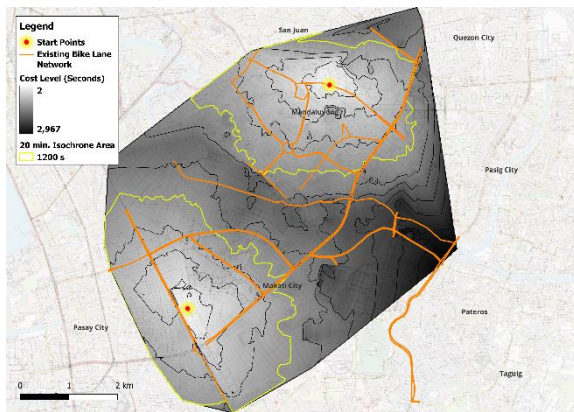 Legend
Start Points
Existing Bike Lane
Network
Cost Level (Seconds)
2
2,967
20 min. Isochrone Area
1200 s
San Juan
Quezon City
Mandaluyong
Pasig City
Makati City
Pasay City
Pateros
Taguig
0 1 2 km